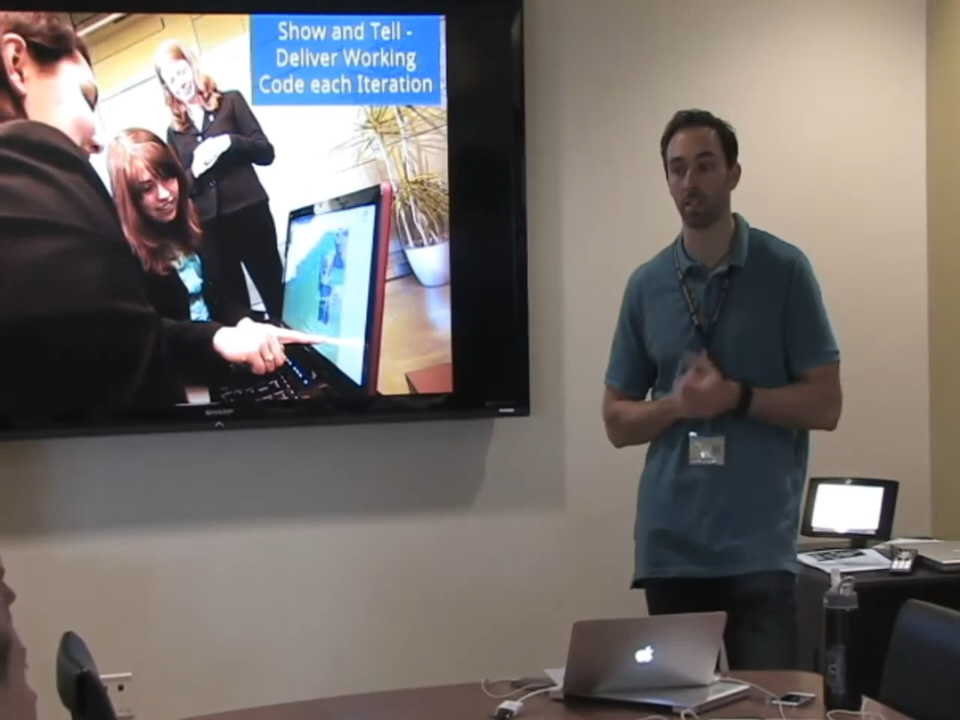 Show and Tell -
Deliver Working
Code each Iteration
SHARP